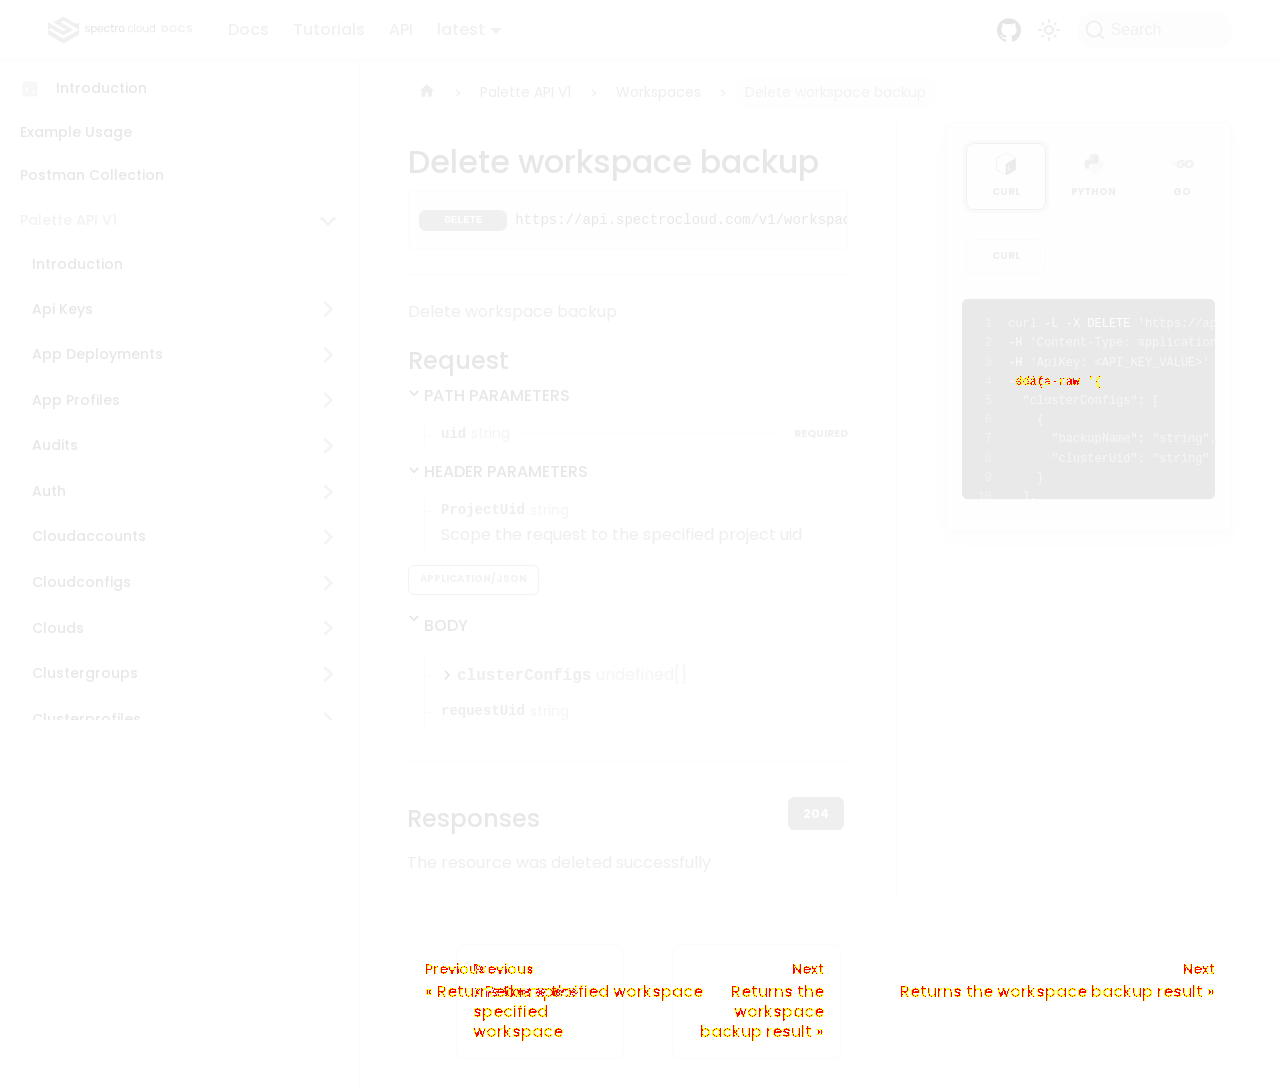 spectro cloud DOCS Docs Tutorials API latest Search
Introduction
Example Usage
Postman Collection
Palette API V1
Introduction
Api Keys
App Deployments
App Profiles
Audits
Auth
Cloudaccounts
Cloudconfigs
Clouds
Clustergroups
Clusterprofiles
Palette API V1 › Workspaces › Delete workspace backup
Delete workspace backup
DELETE https://api.spectrocloud.com/v1/workspac
Delete workspace backup
Request
PATH PARAMETERS
uid string REQUIRED
HEADER PARAMETERS
ProjectUid string
Scope the request to the specified project uid
APPLICATION/JSON
BODY
clusterConfigs undefined[]
requestUid string
Responses
204
The resource was deleted successfully
CURL PYTHON GO
CURL
1 curl -L -X DELETE 'https://ap
2 -H 'Content-Type: application
3 -H 'ApiKey: <API_KEY_VALUE>'
4 data-raw '{
5 "clusterConfigs": [
6 {
7 "backupName": "string",
8 "clusterUid": "string"
9 }
10 ],
Previous
Previous
« Returns the specified workspace
specified
workspace
Next
Returns the
workspace
backup result »
Next
Returns the workspace backup result »